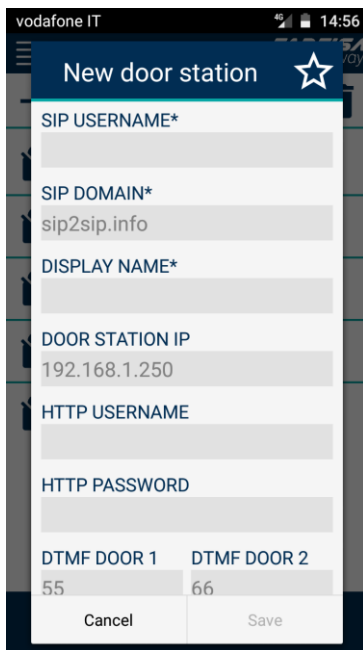 vodafone IT 4G 14:56
New door station
SIP USERNAME*
SIP DOMAIN*
sip2sip.info
DISPLAY NAME*
DOOR STATION IP
192.168.1.250
HTTP USERNAME
HTTP PASSWORD
DTMF DOOR 1 DTMF DOOR 2
55 66
Cancel Save